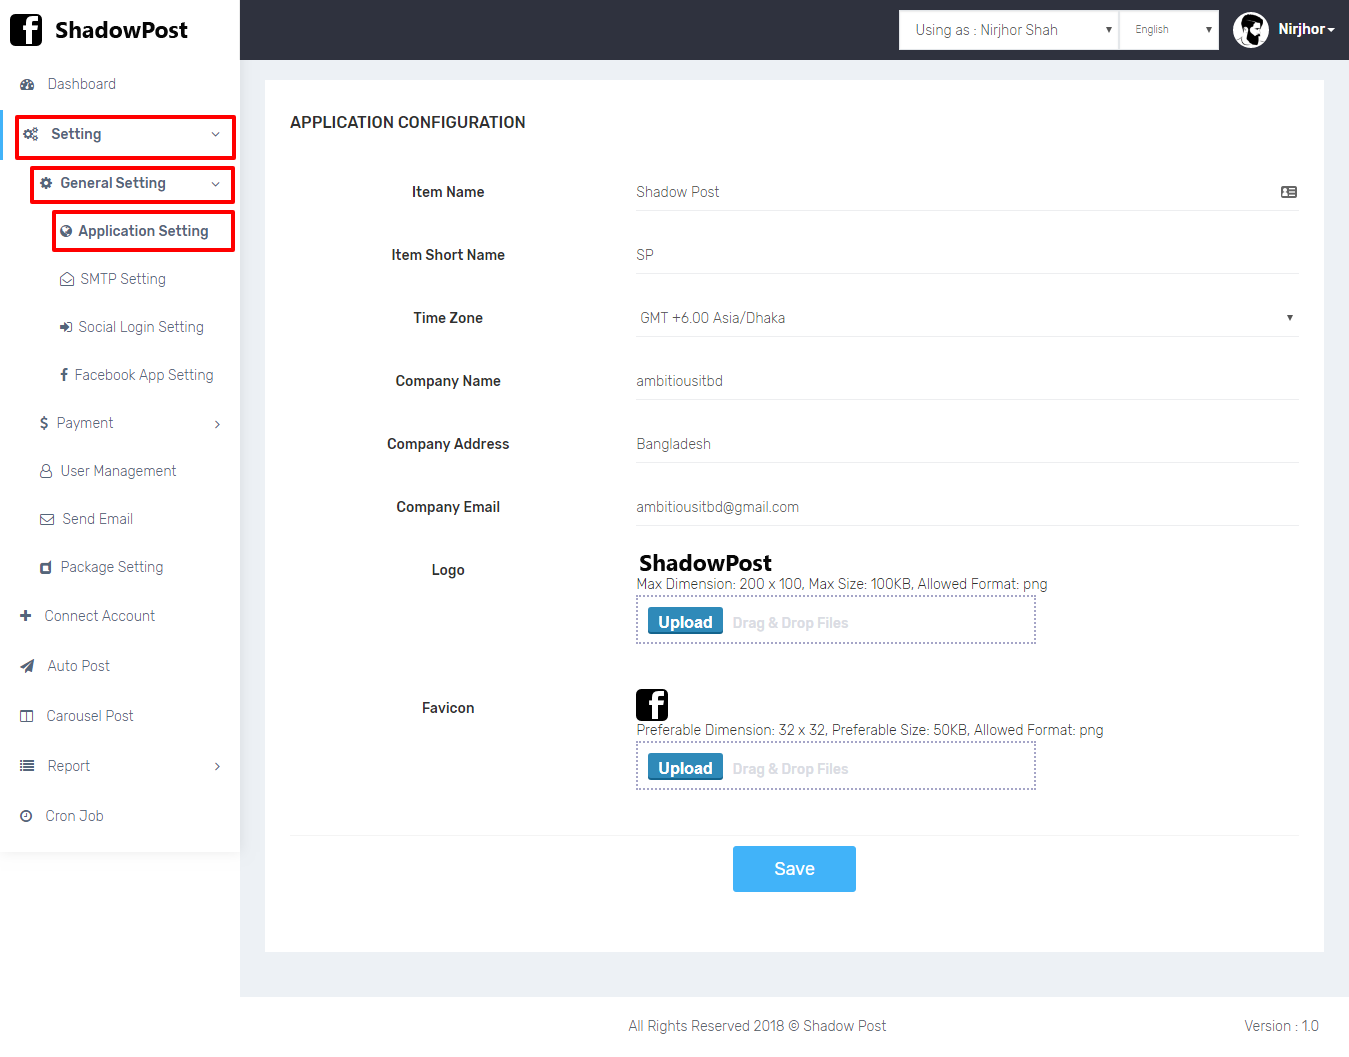 ShadowPost
Using as : Nirjhor Shah
English
Nirjhor
Dashboard
Setting
General Setting
Application Setting
SMTP Setting
Social Login Setting
Facebook App Setting
Payment
User Management
Send Email
Package Setting
Connect Account
Auto Post
Carousel Post
Report
Cron Job
APPLICATION CONFIGURATION
Item Name
Shadow Post
Item Short Name
SP
Time Zone
GMT +6.00 Asia/Dhaka
Company Name
ambitiousitbd
Company Address
Bangladesh
Company Email
ambitiousitbd@gmail.com
Logo
ShadowPost
Max Dimension: 200 x 100, Max Size: 100KB, Allowed Format: png
Upload Drag & Drop Files
Favicon
Preferable Dimension: 32 x 32, Preferable Size: 50KB, Allowed Format: png
Upload Drag & Drop Files
Save
All Rights Reserved 2018 © Shadow Post
Version : 1.0